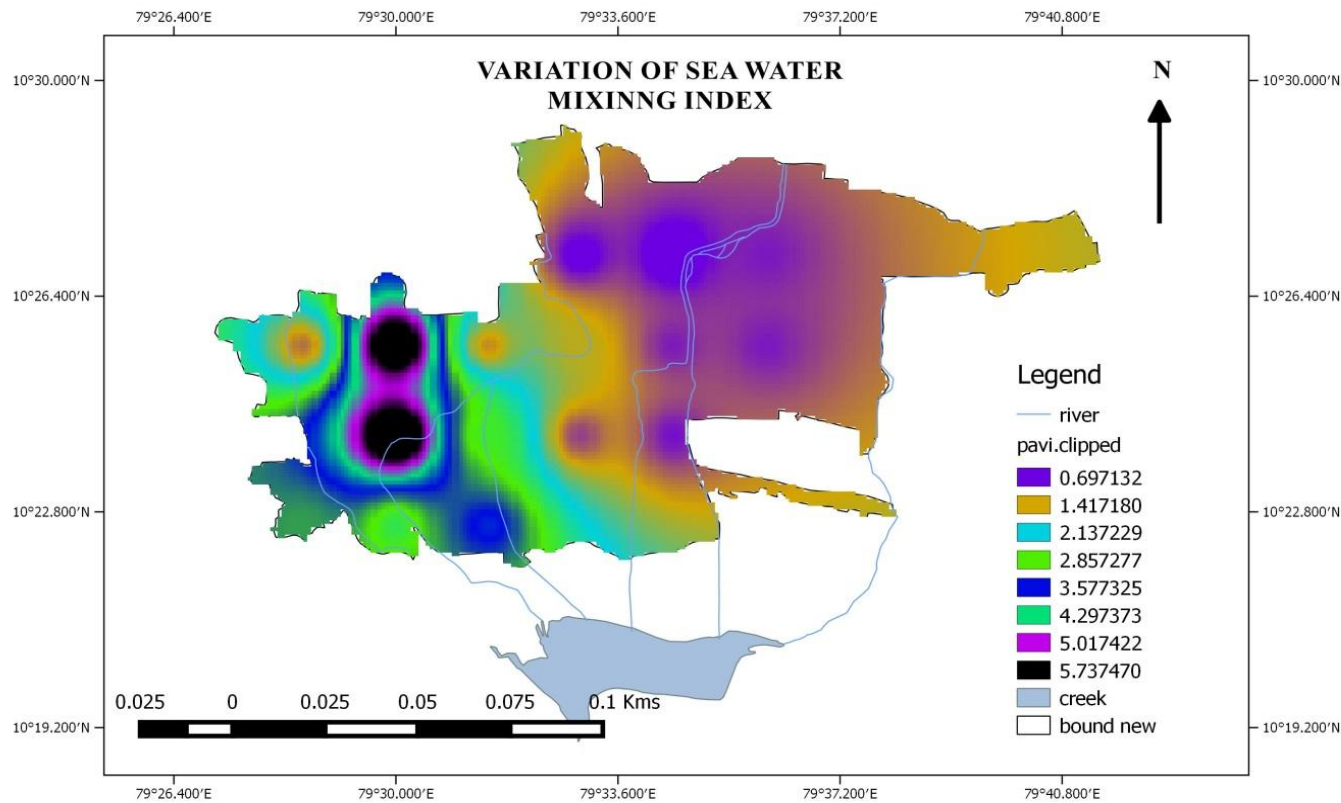 79°26.400′E 79°30.000′E 79°33.600′E 79°37.200′E 79°40.800′E
VARIATION OF SEA WATER
MIXINNG INDEX
N
10°30.000′N 10°30.000′N
10°26.400′N 10°26.400′N
10°22.800′N 10°22.800′N
10°19.200′N 10°19.200′N
Legend
river
pavi.clipped
0.697132
1.417180
2.137229
2.857277
3.577325
4.297373
5.017422
5.737470
creek
bound new
0.025 0 0.025 0.05 0.075 0.1 Kms
79°26.400′E 79°30.000′E 79°33.600′E 79°37.200′E 79°40.800′E